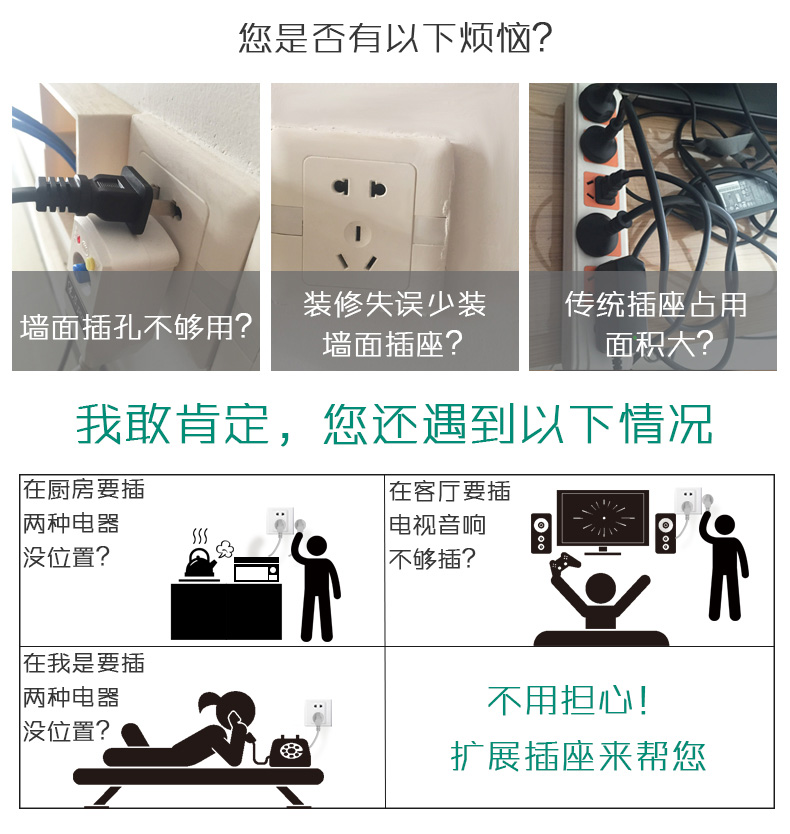 您是否有以下烦恼?
墙面插孔不够用?
装修失误少装
墙面插座?
传统插座占用
面积大?
我敢肯定，您还遇到以下情况
在厨房要插
两种电器
没位置?
在客厅要插
电视音响
不够插?
在我是要插
两种电器
没位置?
不用担心!
扩展插座来帮您